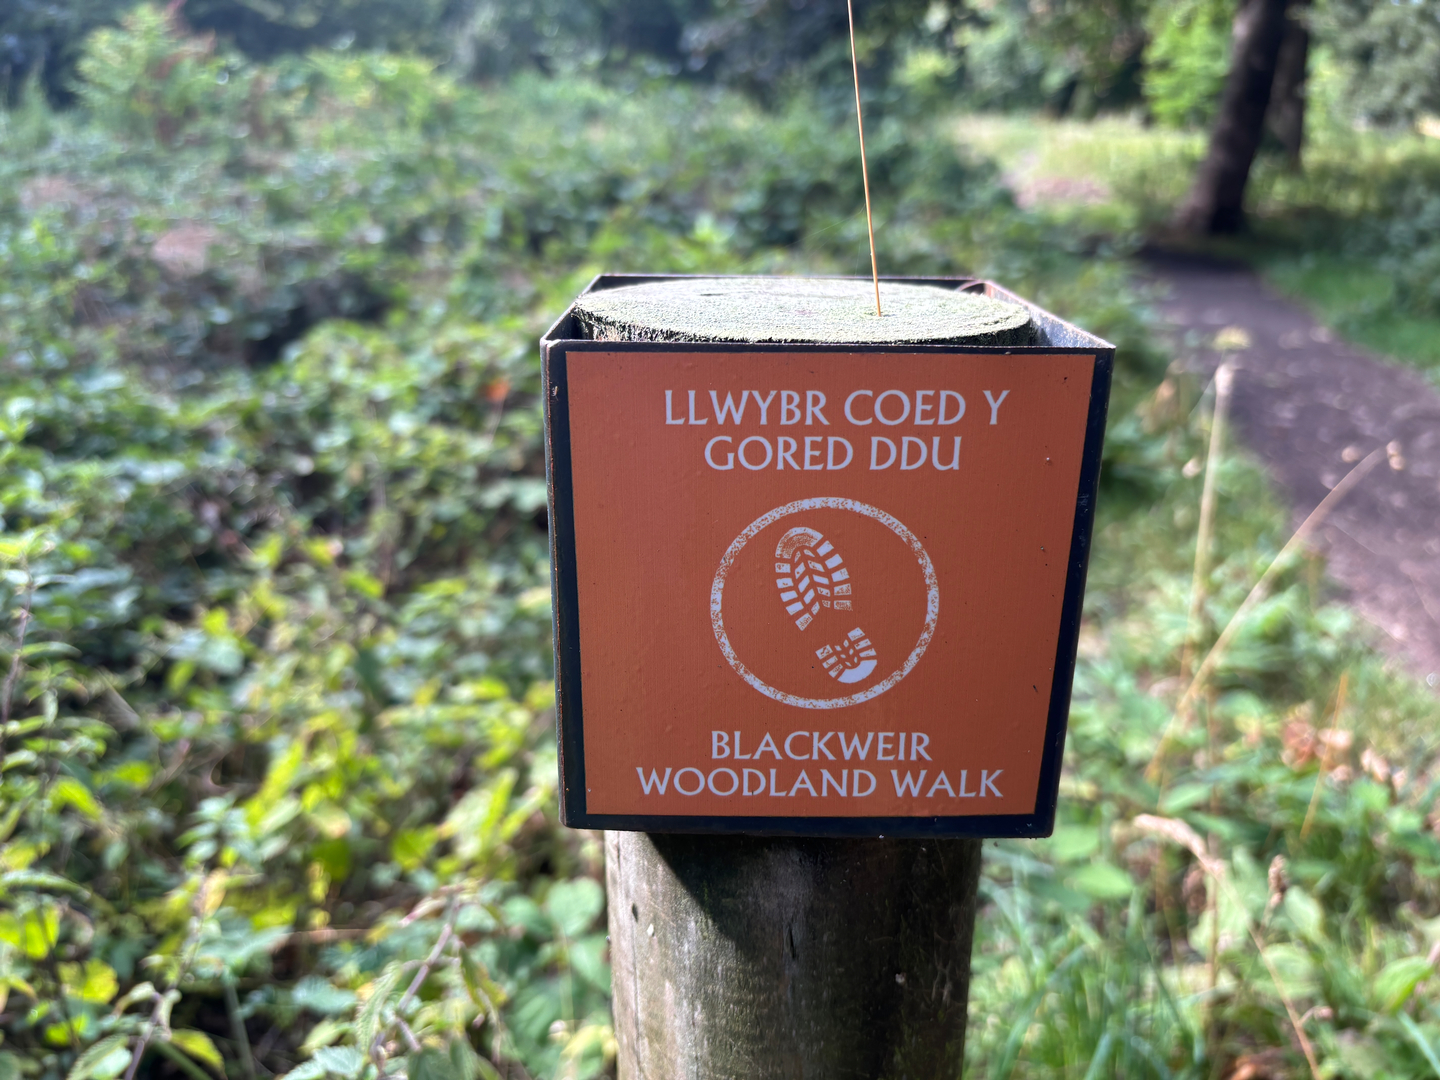 LLWYBR COED Y
GORED DDU
BLACKWEIR
WOODLAND WALK